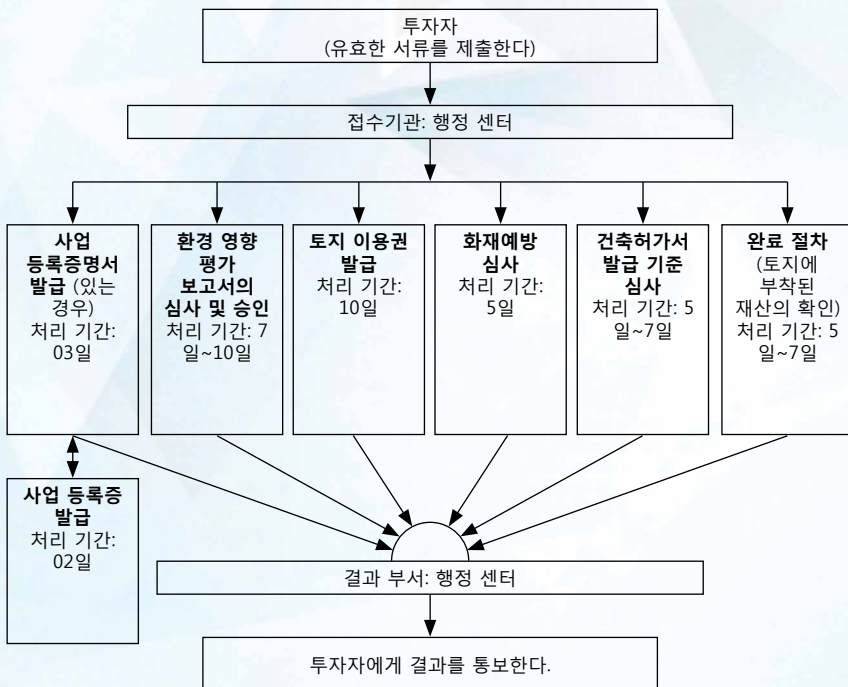 투자자
(유효한 서류를 제출한다)
접수기관: 행정 센터
사업
등록증명서
발급 (있는
경우)
처리 기간:
03일
환경 영향
평가
보고서의
심사 및 승인
처리 기간: 7
일~10일
토지 이용권
발급
처리 기간:
10일
화재예방
심사
처리 기간:
5일
건축허가서
발급 기준
심사
처리 기간: 5
일~7일
완료 절차
(토지에
부착된
재산의 확인)
처리 기간: 5
일~7일
사업 등록증
발급
처리 기간:
02일
결과 부서: 행정 센터
투자자에게 결과를 통보한다.